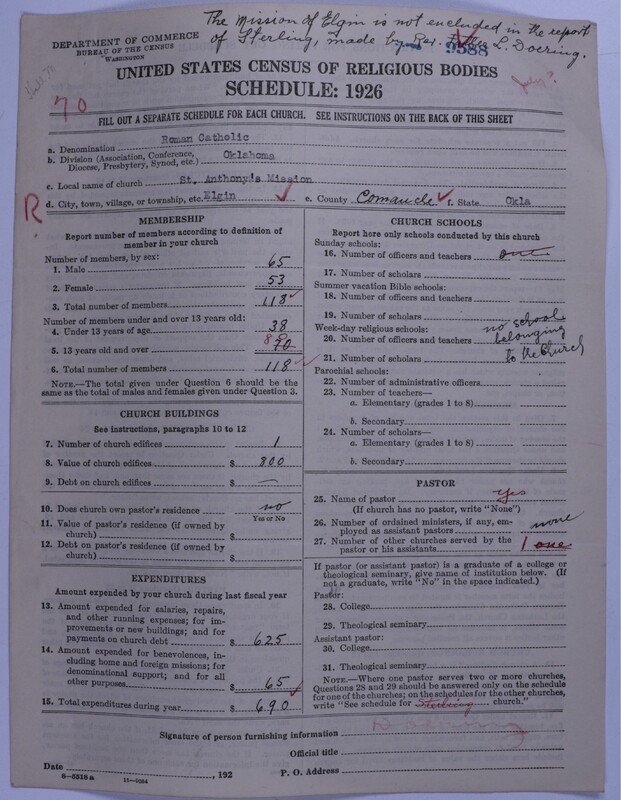 The Mission of Elgin is not encluded in the report
of Sterling, made by Rev. L. Doering.
9588
DEPARTMENT OF COMMERCE
BUREAU OF THE CENSUS
WASHINGTON
UNITED STATES CENSUS OF RELIGIOUS BODIES
SCHEDULE: 1926
70
FILL OUT A SEPARATE SCHEDULE FOR EACH CHURCH. SEE INSTRUCTIONS ON THE BACK OF THIS SHEET
a. Denomination Roman Catholic
b. Division (Association, Conference, Diocese, Presbytery, Synod, etc.) Oklahoma
c. Local name of church St. Anthony's Mission
R. d. City, town, village, or township, etc. Elgin e. County Comanche f. State Okla
MEMBERSHIP
Report number of members according to definition of
member in your church
Number of members, by sex:
1. Male 65
2. Female 53
3. Total number of members 118
Number of members under and over 13 years old:
4. Under 13 years of age 38
5. 13 years old and over 80
6. Total number of members 118
NOTE.—The total given under Question 6 should be the
same as the total of males and females given under Question 3.
CHURCH BUILDINGS
See instructions, paragraphs 10 to 12
7. Number of church edifices 1
8. Value of church edifices $ 800
9. Debt on church edifices $ —
10. Does church own pastor's residence no
Yes or No
11. Value of pastor's residence (if owned by
church) $
12. Debt on pastor's residence (if owned by
church) $
EXPENDITURES
Amount expended by your church during last fiscal year
13. Amount expended for salaries, repairs,
and other running expenses; for im-
provements or new buildings; and for
payments on church debt $ 625
14. Amount expended for benevolences, in-
cluding home and foreign missions; for
denominational support; and for all
other purposes $ 65
15. Total expenditures during year $ 690
CHURCH SCHOOLS
Report here only schools conducted by this church
Sunday schools:
16. Number of officers and teachers one
17. Number of scholars
Summer vacation Bible schools:
18. Number of officers and teachers
19. Number of scholars
Week-day religious schools: no school
20. Number of officers and teachers belonging
21. Number of scholars to the Church
Parochial schools:
22. Number of administrative officers
23. Number of teachers—
a. Elementary (grades 1 to 8)
b. Secondary
24. Number of scholars—
a. Elementary (grades 1 to 8)
b. Secondary
PASTOR
25. Name of pastor Yes
(If church has no pastor, write "None")
26. Number of ordained ministers, if any, em-
ployed as assistant pastors none
27. Number of other churches served by the
pastor or his assistants 1 one
If pastor (or assistant pastor) is a graduate of a college or
theological seminary, give name of institution below. (If
not a graduate, write "No" in the space indicated.)
Pastor:
28. College
29. Theological seminary
Assistant pastor:
30. College
31. Theological seminary
NOTE.—Where one pastor serves two or more churches,
Questions 28 and 29 should be answered only on the schedule
for one of the churches; on the schedules for the other churches,
write "See schedule for Sterling church."
Signature of person furnishing information
Official title
Date , 192 P. O. Address
8—5518 a 11—9264